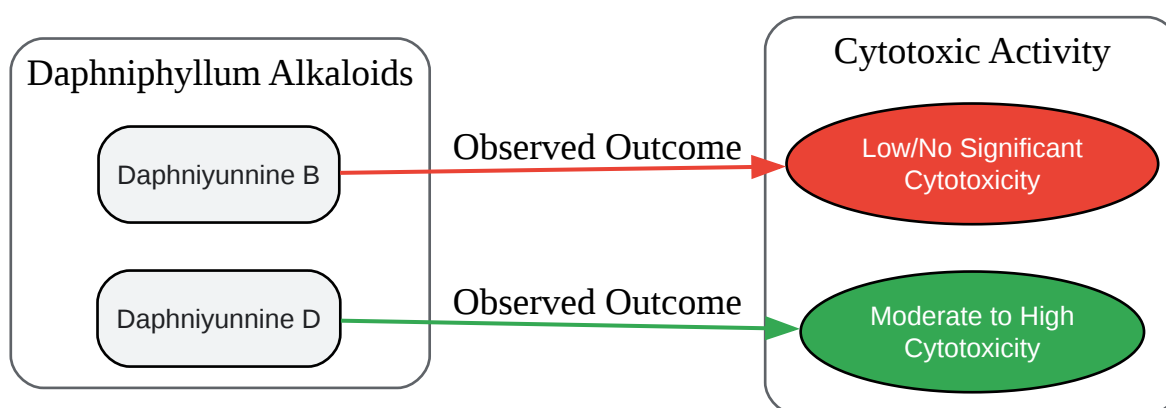 Daphniphyllum Alkaloids
Cytotoxic Activity
Daphniyunnine B
Observed Outcome
Low/No Significant
Cytotoxicity
Daphniyunnine D
Observed Outcome
Moderate to High
Cytotoxicity